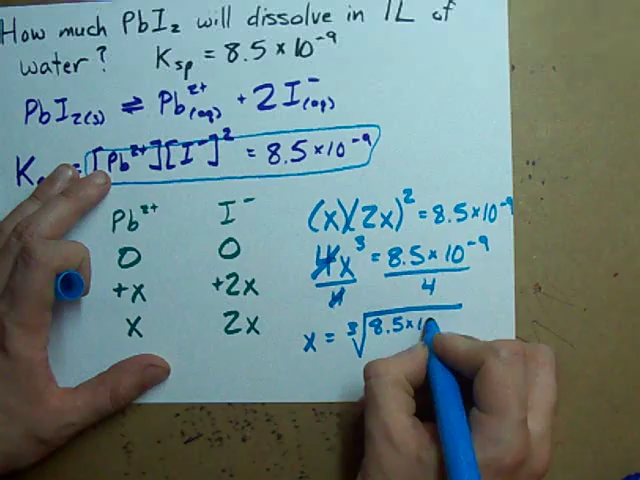 How much PbI₂ will dissolve in 1L of
water? Ksp = 8.5 × 10⁻⁹
PbI₂(s) ⇌ Pb²⁺(aq) + 2I⁻(aq)
K = [Pb²⁺][I⁻]² = 8.5 × 10⁻⁹
Pb²⁺ I⁻
0 0
+x +2x
x 2x
(x)(2x)² = 8.5 × 10⁻⁹
4x³ = 8.5 × 10⁻⁹
4 4
x = ³√8.5 × 1